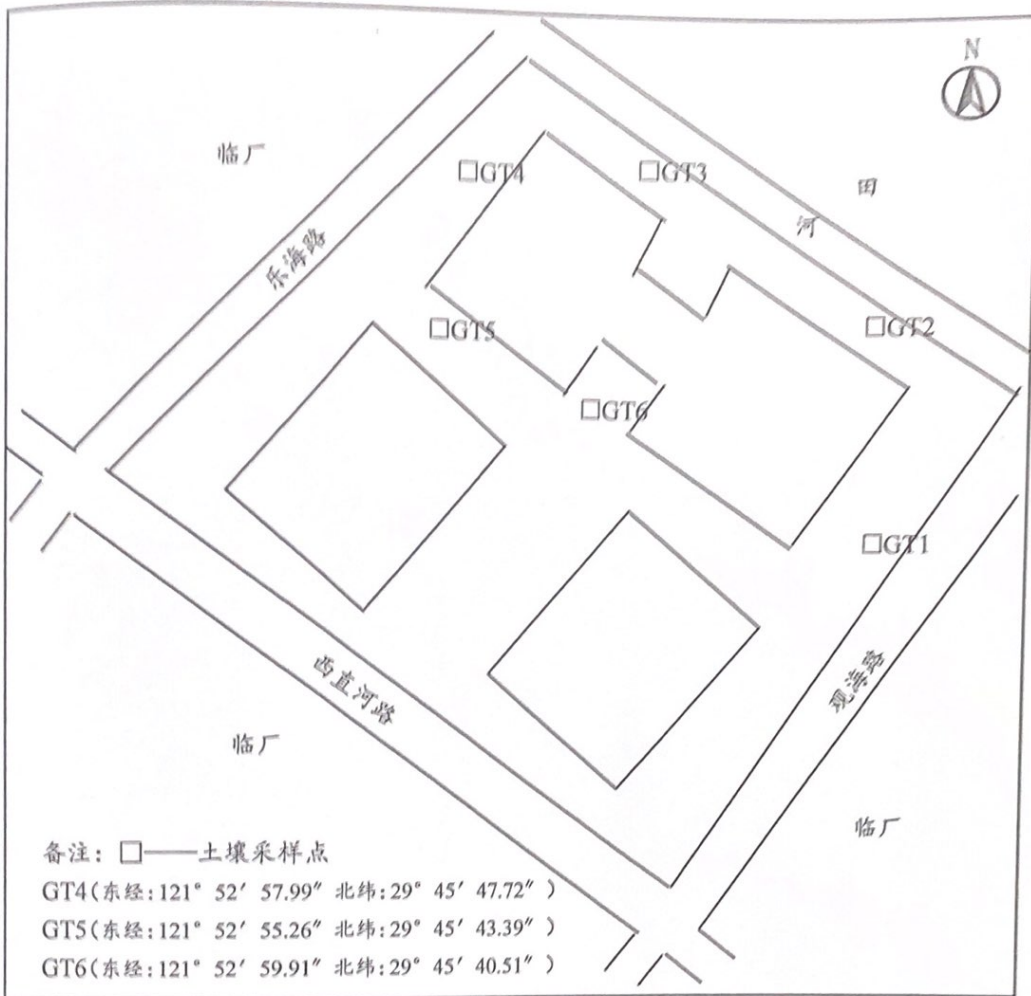 N
临厂
□GT4
□GT3
田
河
乐海路
□GT5
□GT2
□GT6
□GT1
西直河路
观海路
临厂
临厂
备注: □——土壤采样点
GT4(东经:121° 52′ 57.99″ 北纬:29° 45′ 47.72″ )
GT5(东经:121° 52′ 55.26″ 北纬:29° 45′ 43.39″ )
GT6(东经:121° 52′ 59.91″ 北纬:29° 45′ 40.51″ )